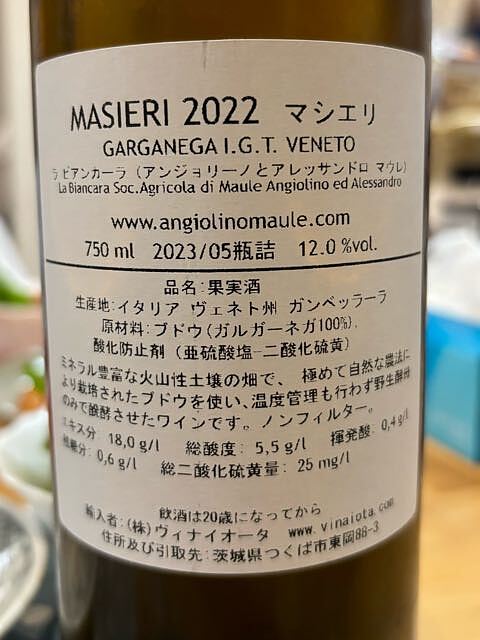 MASIERI 2022 マシエリ
GARGANEGA I.G.T. VENETO
ラ ビアンカーラ (アンジョリーノとアレッサンドロ マウレ)
La Biancara Soc.Agricola di Maule Angiolino ed Alessandro
www.angiolinomaule.com
750 ml 2023/05瓶詰 12.0 %vol.
品名:果実酒
生産地:イタリア ヴェネト州 ガンベッラーラ
原材料:ブドウ(ガルガーネガ100%),
酸化防止剤 (亜硫酸塩-二酸化硫黄)
ミネラル豊富な火山性土壌の畑で、 極めて自然な農法に
より栽培されたブドウを使い、温度管理も行わず野生酵母
のみで醗酵させたワインです。ノンフィルター。
エキス分: 18,0 g/l 総酸度: 5,5 g/l 揮発酸: 0,4 g/l
残糖分: 0,6 g/l 総二酸化硫黄量: 25 mg/l
飲酒は20歳になってから
輸入者:(株)ヴィナイオータ www.vinaiota.com
住所及び引取先:茨城県つくば市東岡88-3